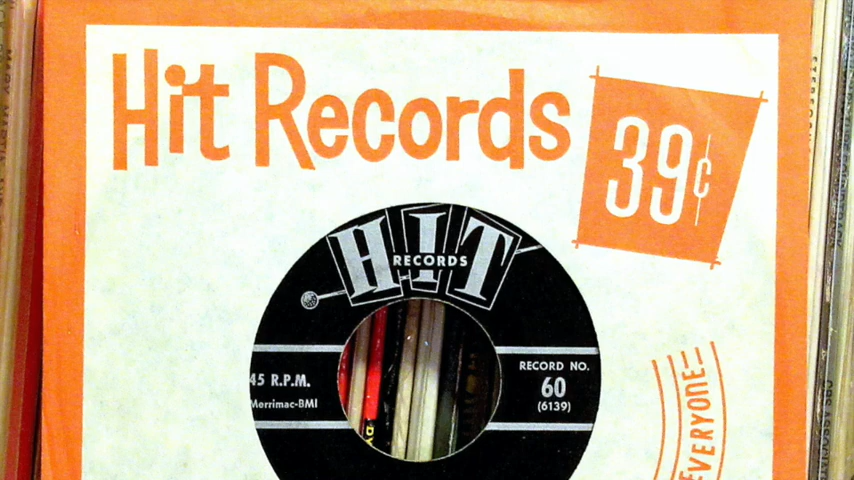 Hit Records
39¢
HIT
RECORDS
45 R.P.M.
Merrimac-BMI
RECORD NO.
60
(6139)
EVERYONE